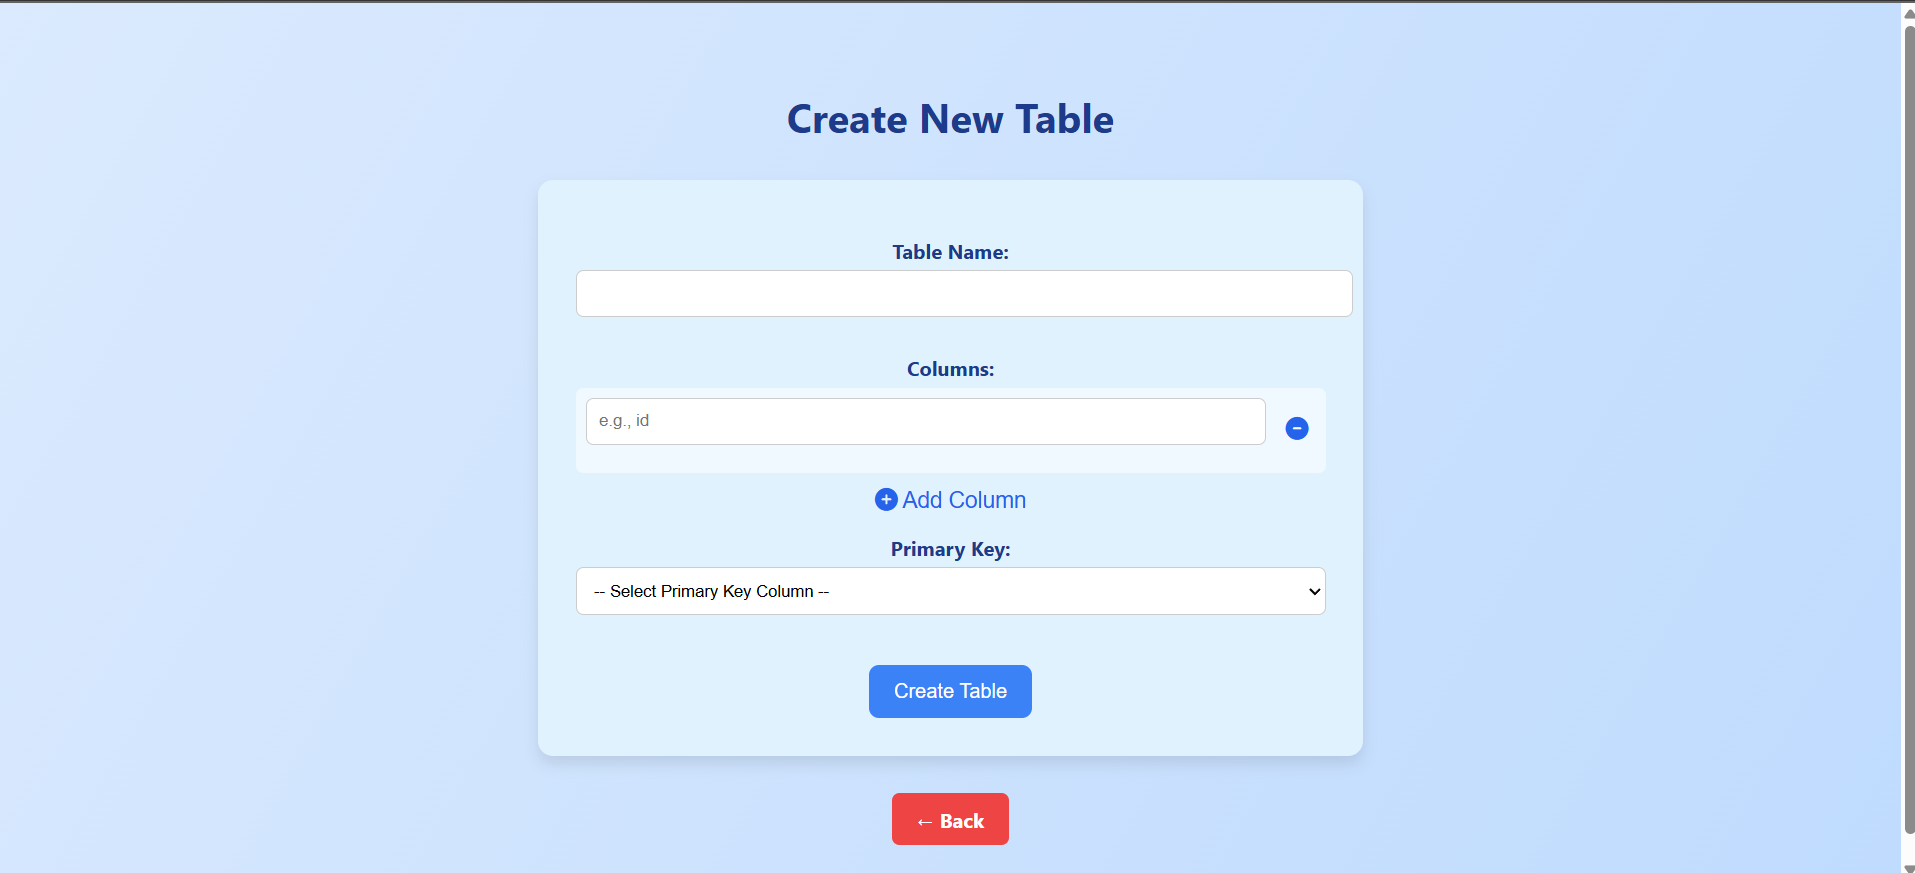 Create New Table
Table Name:
Columns:
e.g., id
Add Column
Primary Key:
-- Select Primary Key Column --
Create Table
← Back